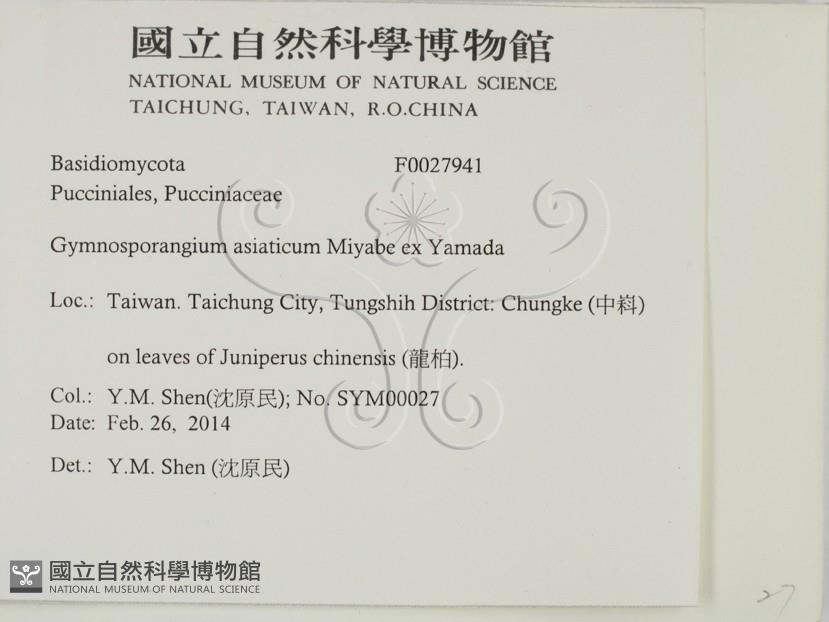 國立自然科學博物館
NATIONAL MUSEUM OF NATURAL SCIENCE
TAICHUNG, TAIWAN, R.O.CHINA
Basidiomycota F0027941
Pucciniales, Pucciniaceae
Gymnosporangium asiaticum Miyabe ex Yamada
Loc.: Taiwan. Taichung City, Tungshih District: Chungke (中嵙)
on leaves of Juniperus chinensis (龍柏).
Col.: Y.M. Shen(沈原民); No. SYM00027
Date: Feb. 26, 2014
Det.: Y.M. Shen (沈原民)
國立自然科學博物館
NATIONAL MUSEUM OF NATURAL SCIENCE
27